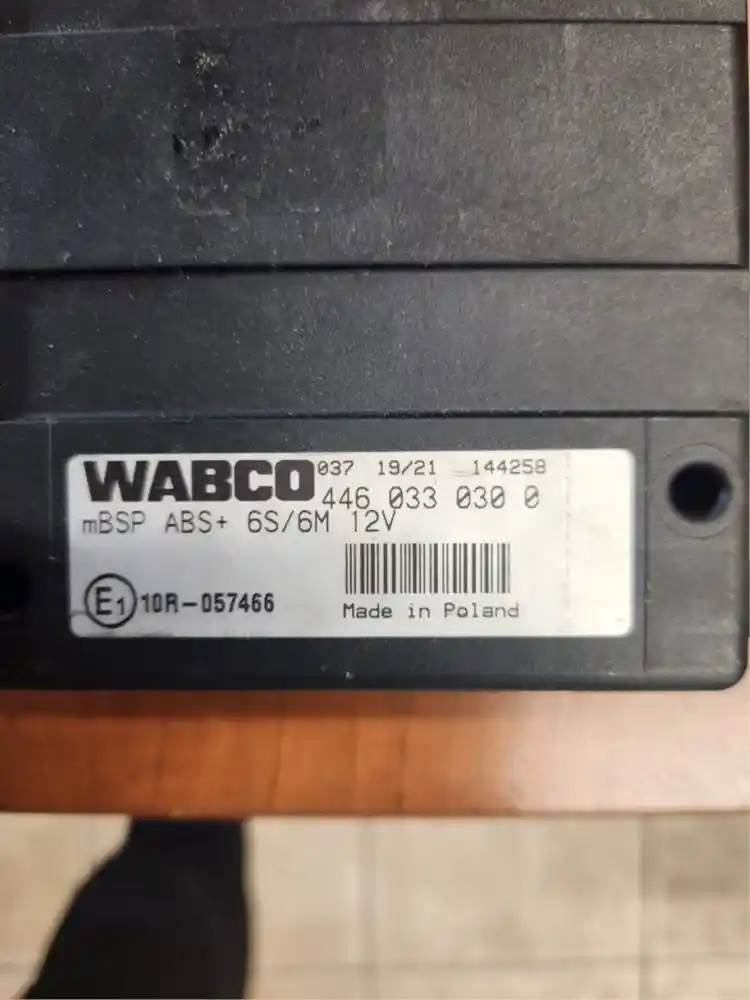 WABCO 037 19/21 144258
446 033 030 0
mBSP ABS+ 6S/6M 12V
E1 10R-057466
Made in Poland